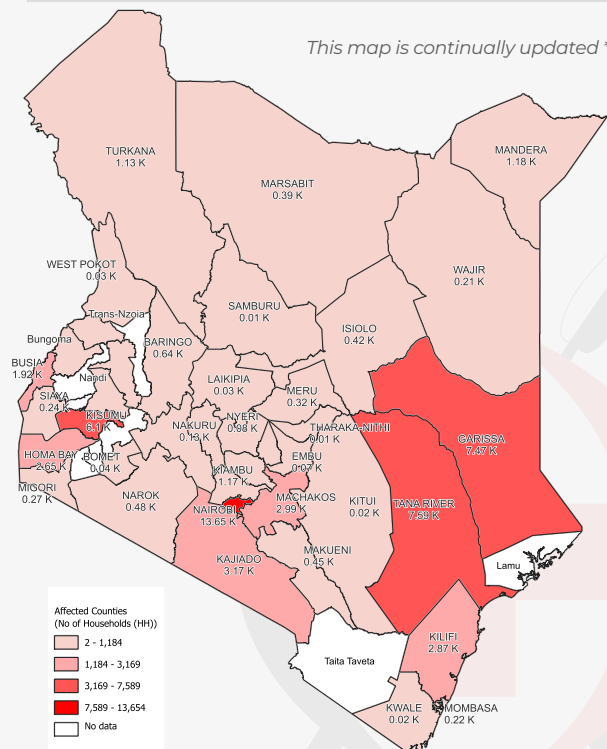 This map is continually updated *
TURKANA
1.13 K
MANDERA
1.18 K
MARSABIT
0.39 K
WEST POKOT
0.03 K
WAJIR
0.21 K
SAMBURU
0.01 K
Trans-Nzoia
ISIOLO
0.42 K
Bungoma
BARINGO
0.64 K
BUSIA
1.92 K
Nandi
LAIKIPIA
0.03 K
MERU
0.32 K
SIAYA
0.24 K
KISUMU
6.1 K
NAKURU
0.13 K
NYERI
0.98 K
THARAKA-NITHI
0.01 K
GARISSA
7.47 K
HOMA BAY
2.65 K
BOMET
0.04 K
EMBU
0.07 K
KIAMBU
1.17 K
MIGORI
0.27 K
NAROK
0.48 K
NAIROBI
13.65 K
MACHAKOS
2.99 K
KITUI
0.02 K
TANA RIVER
7.59 K
KAJIADO
3.17 K
MAKUENI
0.45 K
Lamu
Taita Taveta
KILIFI
2.87 K
KWALE
0.02 K
MOMBASA
0.22 K
Affected Counties
(No of Households (HH))
2 - 1,184
1,184 - 3,169
3,169 - 7,589
7,589 - 13,654
No data